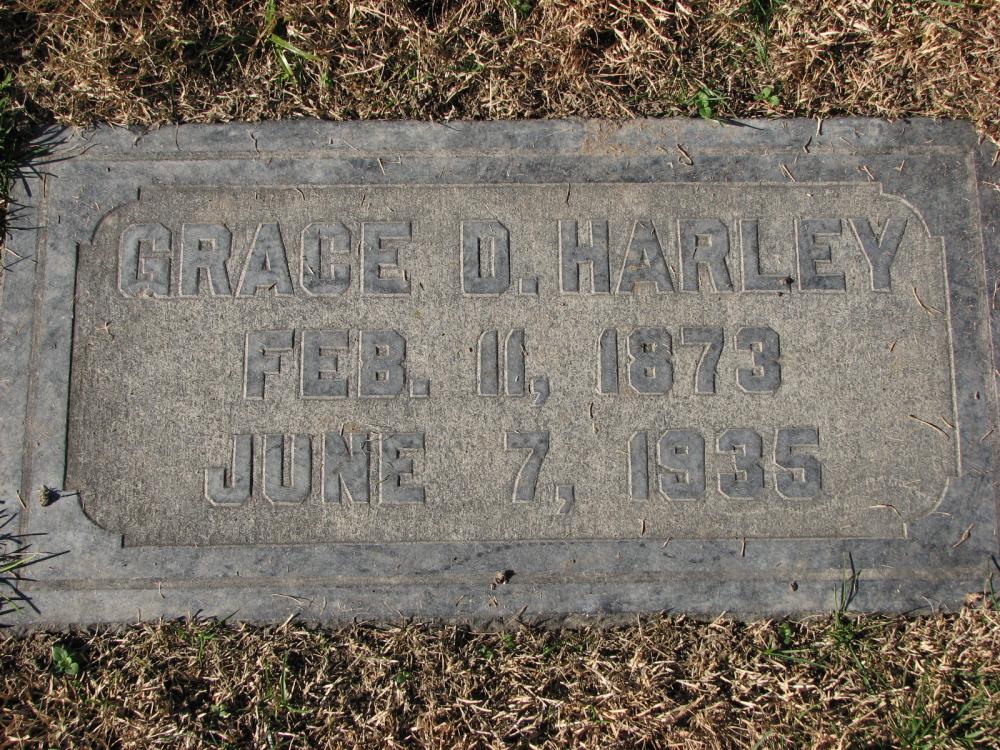 GRACE D. HARLEY
FEB. 11, 1873
JUNE 7, 1935